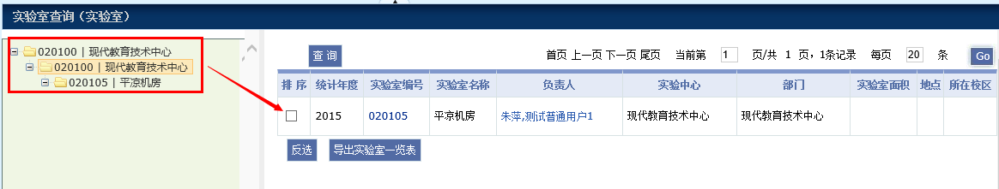 实验室查询（实验室）
020100 | 现代教育技术中心
020100 | 现代教育技术中心
020105 | 平凉机房
查 询
首页 上一页 下一页 尾页 当前第 1 页/共 1 页，1条记录 每页 20 条 Go
排 序 统计年度 实验室编号 实验室名称 负责人 实验中心 部门 实验室面积 地点 所在校区
2015 020105 平凉机房 朱萍,测试普通用户1 现代教育技术中心 现代教育技术中心
反选 导出实验室一览表